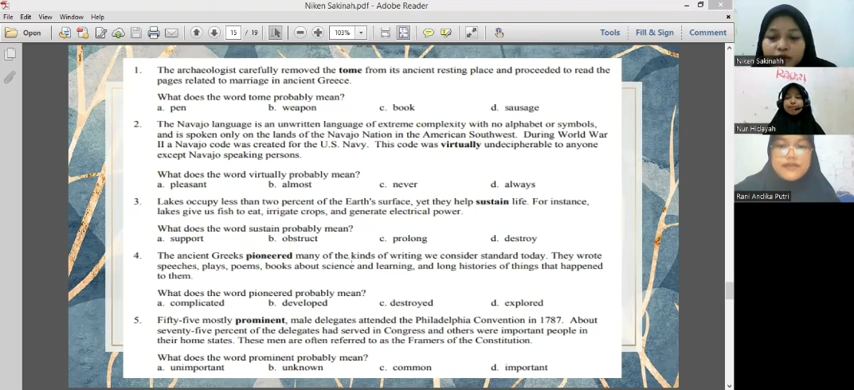 Niken Sakinah.pdf - Adobe Reader
File Edit View Window Help
Open
15 / 19
103%
Tools
Fill & Sign
Comment
1. The archaeologist carefully removed the tome from its ancient resting place and proceeded to read the
pages related to marriage in ancient Greece.
What does the word tome probably mean?
a. pen b. weapon c. book d. sausage
2. The Navajo language is an unwritten language of extreme complexity with no alphabet or symbols,
and is spoken only on the lands of the Navajo Nation in the American Southwest. During World War
II a Navajo code was created for the U.S. Navy. This code was virtually undecipherable to anyone
except Navajo speaking persons.
What does the word virtually probably mean?
a. pleasant b. almost c. never d. always
3. Lakes occupy less than two percent of the Earth's surface, yet they help sustain life. For instance,
lakes give us fish to eat, irrigate crops, and generate electrical power.
What does the word sustain probably mean?
a. support b. obstruct c. prolong d. destroy
4. The ancient Greeks pioneered many of the kinds of writing we consider standard today. They wrote
speeches, plays, poems, books about science and learning, and long histories of things that happened
to them.
What does the word pioneered probably mean?
a. complicated b. developed c. destroyed d. explored
5. Fifty-five mostly prominent, male delegates attended the Philadelphia Convention in 1787. About
seventy-five percent of the delegates had served in Congress and others were important people in
their home states. These men are often referred to as the Framers of the Constitution.
What does the word prominent probably mean?
a. unimportant b. unknown c. common d. important
Niken Sakinahh
Nur Hidayah
Rani Andika Putri